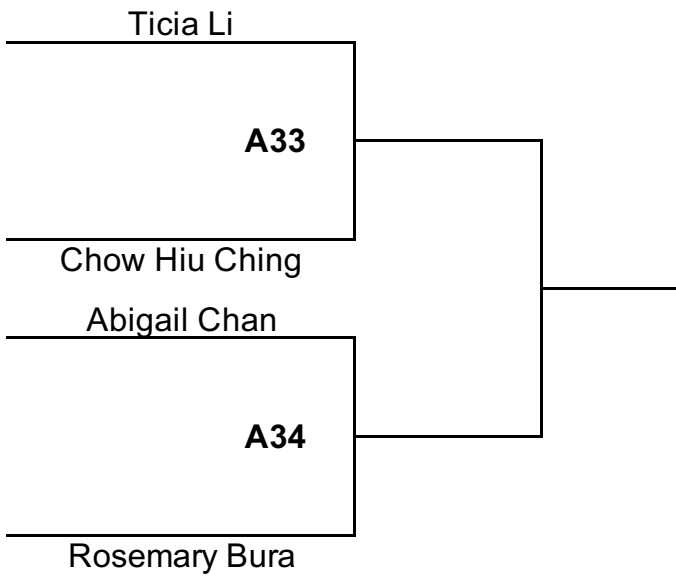 Ticia Li
A33
Chow Hiu Ching
Abigail Chan
A34
Rosemary Bura